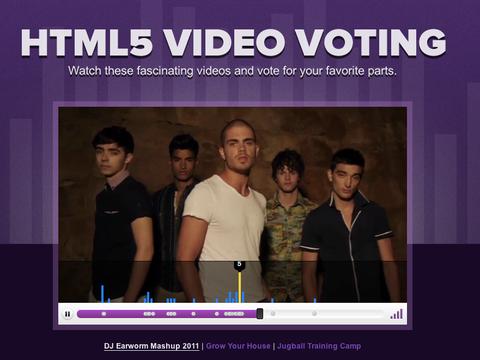 HTML5 VIDEO VOTING
Watch these fascinating videos and vote for your favorite parts.
5
DJ Earworm Mashup 2011 | Grow Your House | Jugball Training Camp